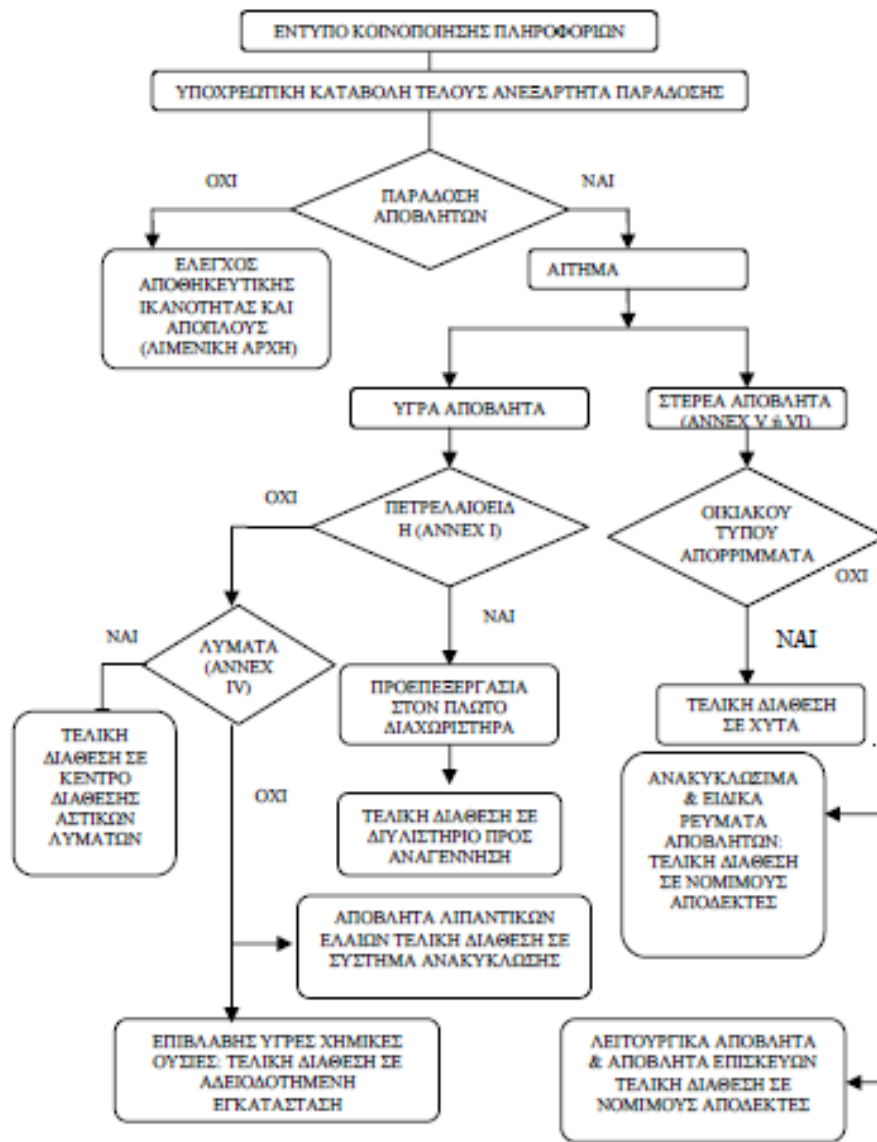 ΕΝΤΥΠΟ ΚΟΙΝΟΠΟΙΗΣΗΣ ΠΛΗΡΟΦΟΡΙΩΝ
ΥΠΟΧΡΕΩΤΙΚΗ ΚΑΤΑΒΟΛΗ ΤΕΛΟΥΣ ΑΝΕΞΑΡΤΗΤΑ ΠΑΡΑΔΟΣΗΣ
ΟΧΙ
ΝΑΙ
ΠΑΡΑΔΟΣΗ
ΑΠΟΒΛΗΤΩΝ
ΕΛΕΓΧΟΣ
ΑΠΟΘΗΚΕΥΤΙΚΗΣ
ΙΚΑΝΟΤΗΤΑΣ ΚΑΙ
ΑΠΟΠΛΟΥΣ
(ΛΙΜΕΝΙΚΗ ΑΡΧΗ)
ΑΙΤΗΜΑ
ΥΓΡΑ ΑΠΟΒΛΗΤΑ
ΣΤΕΡΕΑ ΑΠΟΒΛΗΤΑ
(ANNEX V ή VI)
ΟΧΙ
ΠΕΤΡΕΛΑΙΟΕΙΔ
Η (ANNEX I)
ΟΙΚΙΑΚΟΥ
ΤΥΠΟΥ
ΑΠΟΡΡΙΜΜΑΤΑ
ΟΧΙ
ΝΑΙ
ΛΥΜΑΤΑ
(ANNEX
IV)
ΝΑΙ
ΝΑΙ
ΠΡΟΕΠΕΞΕΡΓΑΣΙΑ
ΣΤΟΝ ΠΛΩΤΟ
ΔΙΑΧΩΡΙΣΤΗΡΑ
ΤΕΛΙΚΗ ΔΙΑΘΕΣΗ
ΣΕ ΧΥΤΑ
ΤΕΛΙΚΗ
ΔΙΑΘΕΣΗ ΣΕ
ΚΕΝΤΡΟ
ΔΙΑΘΕΣΗΣ
ΑΣΤΙΚΩΝ
ΛΥΜΑΤΩΝ
ΟΧΙ
ΤΕΛΙΚΗ ΔΙΑΘΕΣΗ ΣΕ
ΔΙΥΛΙΣΤΗΡΙΟ ΠΡΟΣ
ΑΝΑΓΕΝΝΗΣΗ
ΑΝΑΚΥΚΛΩΣΙΜΑ
& ΕΙΔΙΚΑ
ΡΕΥΜΑΤΑ
ΑΠΟΒΛΗΤΩΝ:
ΤΕΛΙΚΗ ΔΙΑΘΕΣΗ
ΣΕ ΝΟΜΙΜΟΥΣ
ΑΠΟΔΕΚΤΕΣ
ΑΠΟΒΛΗΤΑ ΛΙΠΑΝΤΙΚΩΝ
ΕΛΑΙΩΝ ΤΕΛΙΚΗ ΔΙΑΘΕΣΗ ΣΕ
ΣΥΣΤΗΜΑ ΑΝΑΚΥΚΛΩΣΗΣ
ΕΠΙΒΛΑΒΗΣ ΥΓΡΕΣ ΧΗΜΙΚΕΣ
ΟΥΣΙΕΣ: ΤΕΛΙΚΗ ΔΙΑΘΕΣΗ ΣΕ
ΑΔΕΙΟΔΟΤΗΜΕΝΗ
ΕΓΚΑΤΑΣΤΑΣΗ
ΛΕΙΤΟΥΡΓΙΚΑ ΑΠΟΒΛΗΤΑ
& ΑΠΟΒΛΗΤΑ ΕΠΙΣΚΕΥΩΝ
ΤΕΛΙΚΗ ΔΙΑΘΕΣΗ ΣΕ
ΝΟΜΙΜΟΥΣ ΑΠΟΔΕΚΤΕΣ